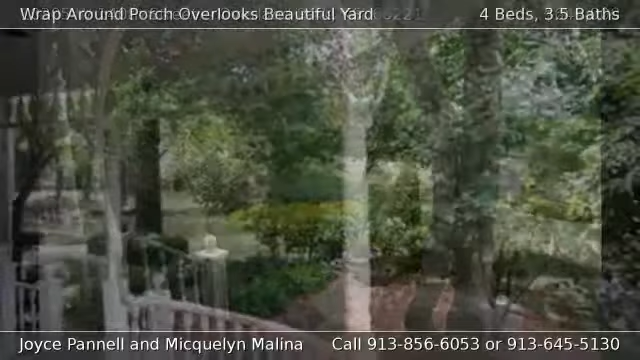 Wrap Around Porch Overlooks Beautiful Yard
4 Beds, 3.5 Baths
Joyce Pannell and Micquelyn Malina
Call 913-856-6053 or 913-645-5130